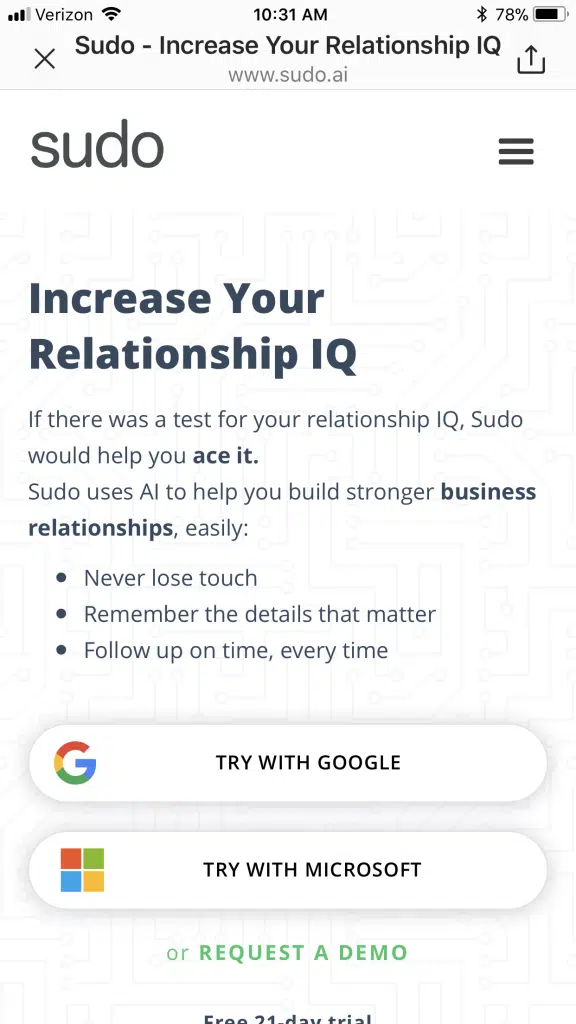 Verizon 10:31 AM 78%
Sudo - Increase Your Relationship IQ
www.sudo.ai
sudo
Increase Your
Relationship IQ
If there was a test for your relationship IQ, Sudo
would help you ace it.
Sudo uses AI to help you build stronger business
relationships, easily:
• Never lose touch
• Remember the details that matter
• Follow up on time, every time
TRY WITH GOOGLE
TRY WITH MICROSOFT
or REQUEST A DEMO
Free 21-day trial